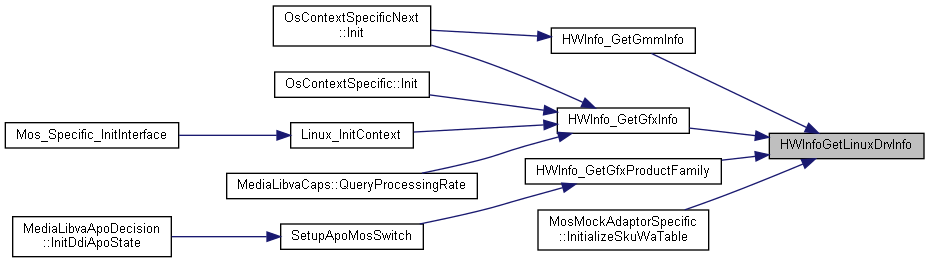 OsContextSpecificNext
::Init
HWInfo_GetGmmInfo
OsContextSpecific::Init
HWInfo_GetGfxInfo
Mos_Specific_InitInterface
Linux_InitContext
HWInfoGetLinuxDrvInfo
HWInfo_GetGfxProductFamily
MediaLibvaCaps::QueryProcessingRate
MediaLibvaApoDecision
::InitDdiApoState
SetupApoMosSwitch
MosMockAdaptorSpecific
::InitializeSkuWaTable